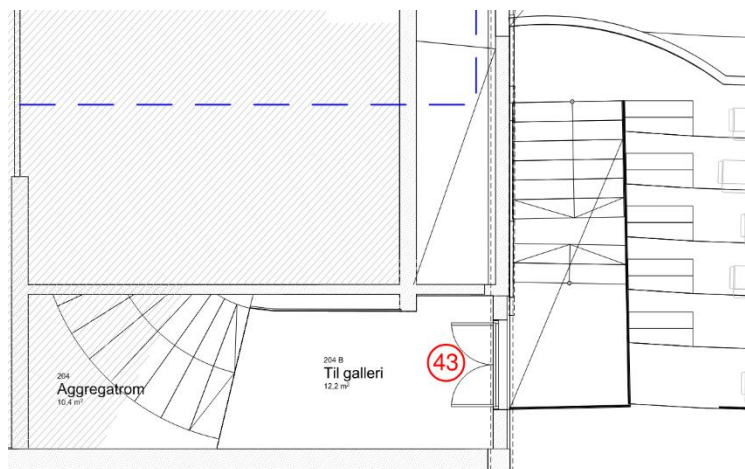 204 B
Til galleri
12,2 m²
43
204
Aggregatrom
10,4 m²